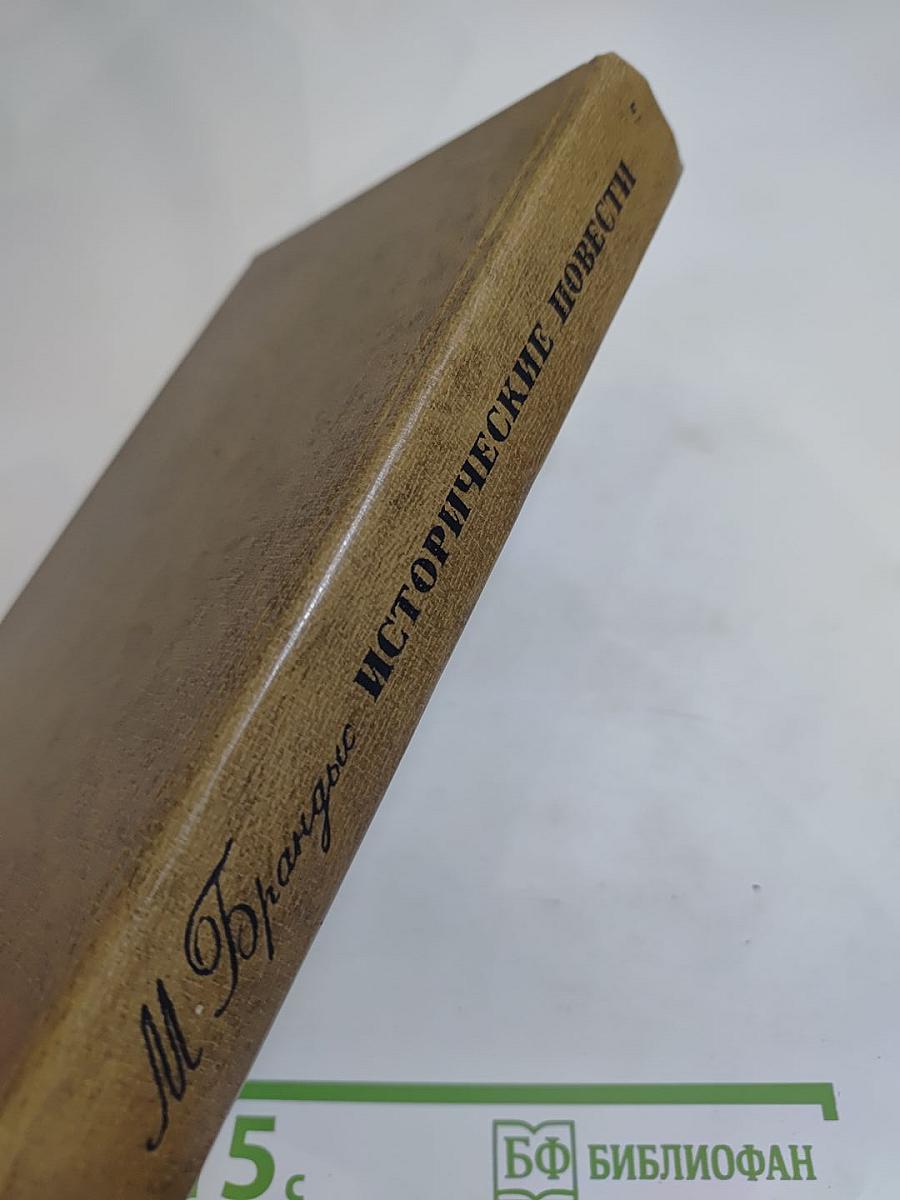 М. Брандыс ИСТОРИЧЕСКИЕ ПОВЕСТИ
5 с
БФ БИБЛИОФАН